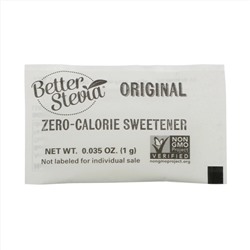 Better Stevia
ORIGINAL
ZERO-CALORIE SWEETENER
NET WT. 0.035 OZ. (1 g)
Not labeled for individual sale
NON
GMO
Project
VERIFIED
nongmoproject.org